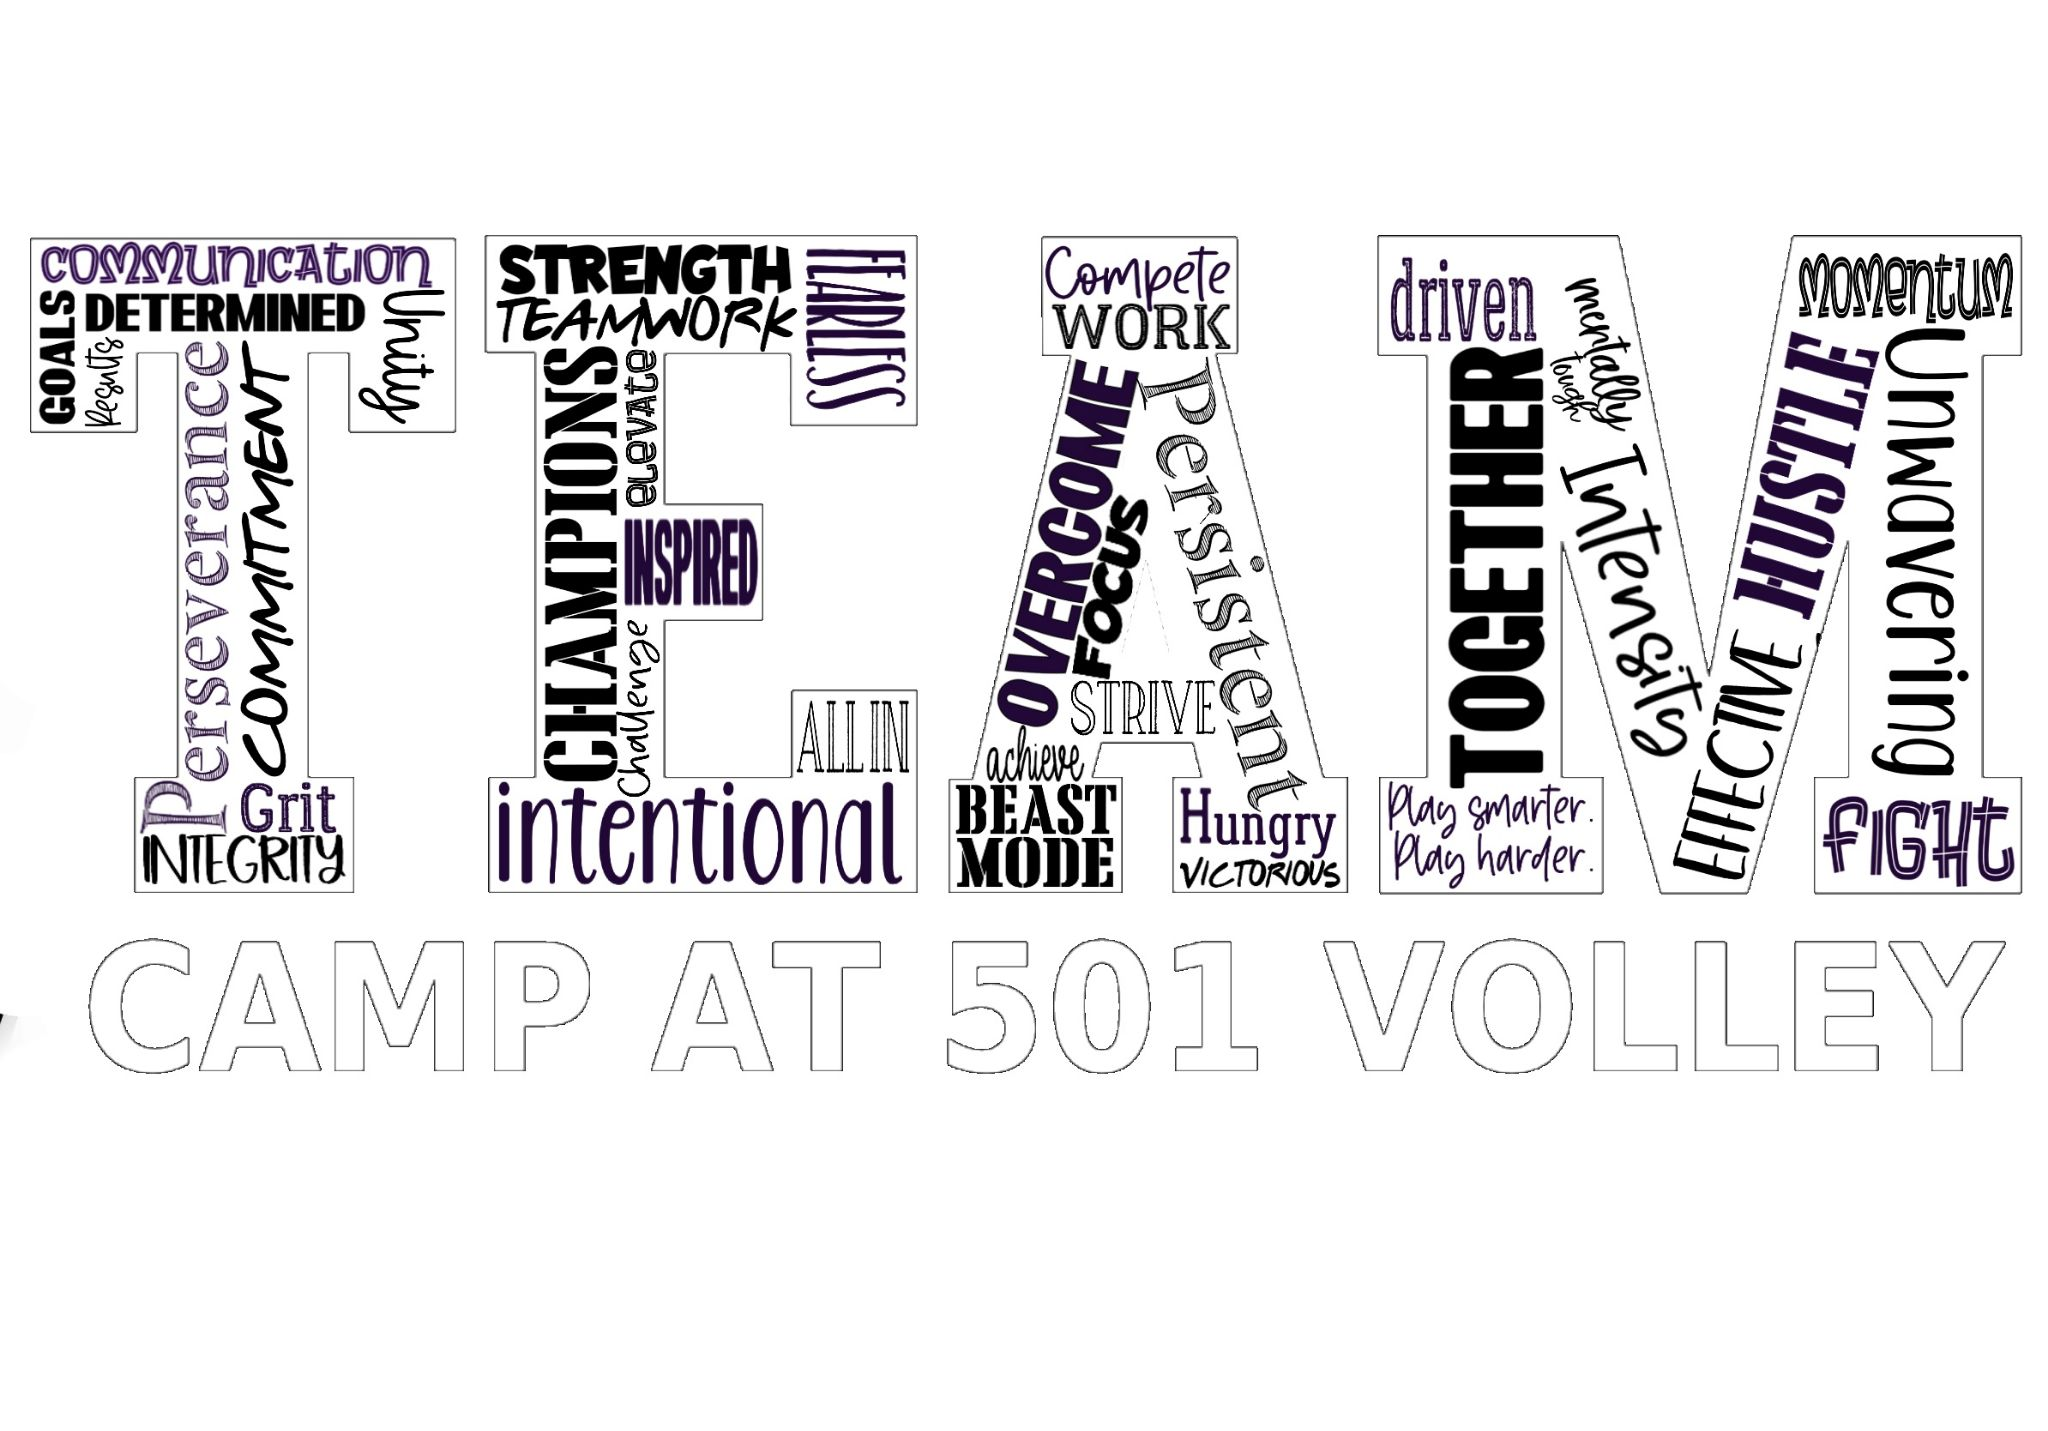 COMMUNICATION
GOALS
DETERMINED
Results
Unity
Perseverance
COMMITMENT
Grit
INTEGRITY
STRENGTH
TEAMWORK
FEARLESS
CHAMPIONS
elevate
INSPIRED
Challenge
ALL IN
intentional
Compete
WORK
OVERCOME
FOCUS
Persistent
STRIVE
achieve
BEAST
MODE
Hungry
VICTORIOUS
driven
TOGETHER
mentally
tough
Intensity
EFFECTIVE
HUSTLE
MOMENTUM
Unwavering
Play smarter.
Play harder.
FIGHT
TEAM
CAMP AT 501 VOLLEY